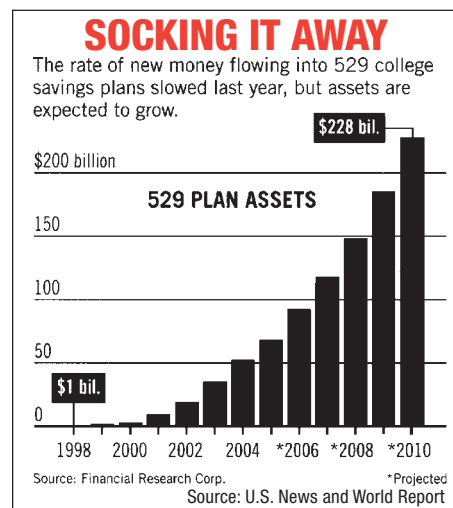 SOCKING IT AWAY
The rate of new money flowing into 529 college
savings plans slowed last year, but assets are
expected to grow.
$228 bil.
$200 billion
529 PLAN ASSETS
150
100
50
$1 bil.
0
1998 2000 2002 2004 *2006 *2008 *2010
Source: Financial Research Corp. *Projected
Source: U.S. News and World Report